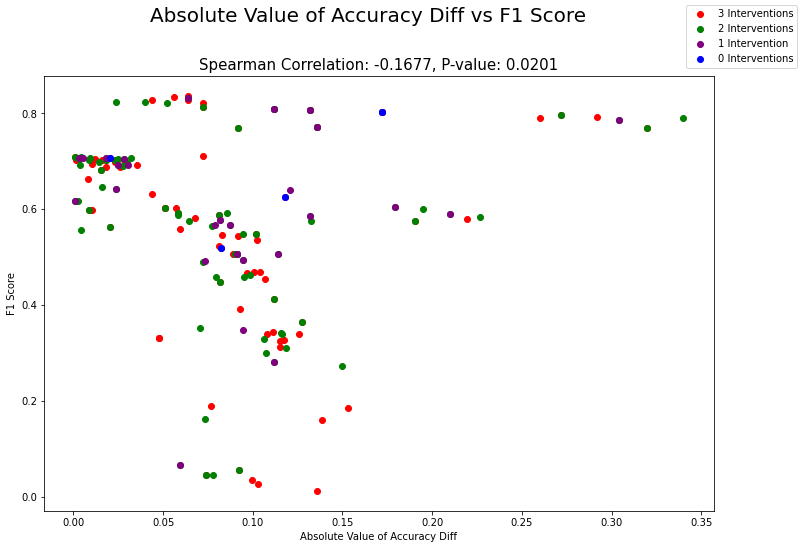 Absolute Value of Accuracy Diff vs F1 Score
3 Interventions
2 Interventions
1 Intervention
0 Interventions
Spearman Correlation: -0.1677, P-value: 0.0201
0.8
0.6
0.4
0.2
0.0
F1 Score
0.00 0.05 0.10 0.15 0.20 0.25 0.30 0.35
Absolute Value of Accuracy Diff